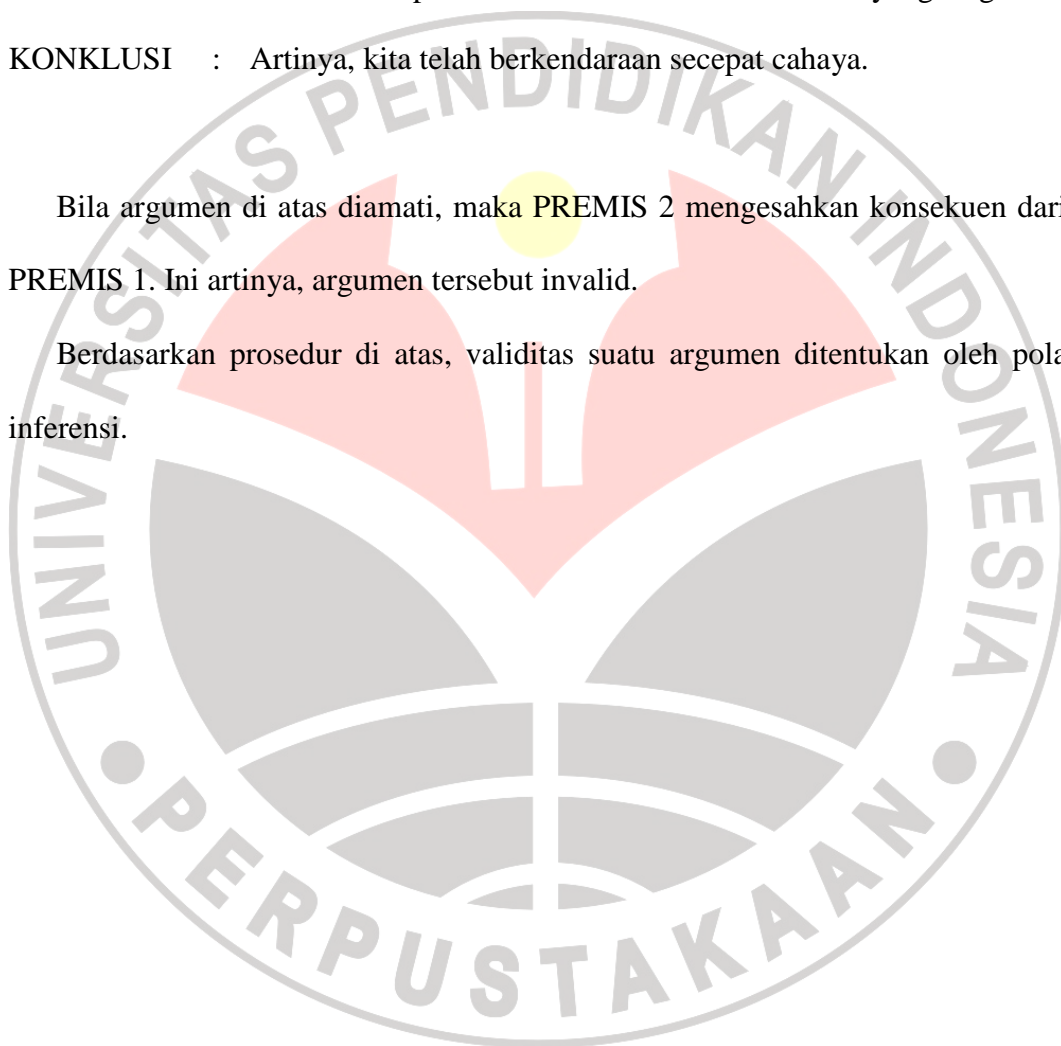 KONKLUSI : Artinya, kita telah berkendaraan secepat cahaya.
Bila argumen di atas diamati, maka PREMIS 2 mengesahkan konsekuen dari
PREMIS 1. Ini artinya, argumen tersebut invalid.
Berdasarkan prosedur di atas, validitas suatu argumen ditentukan oleh pola
inferensi.
UNIVERSITAS PENDIDIKAN INDONESIA
PERPUSTAKAAN